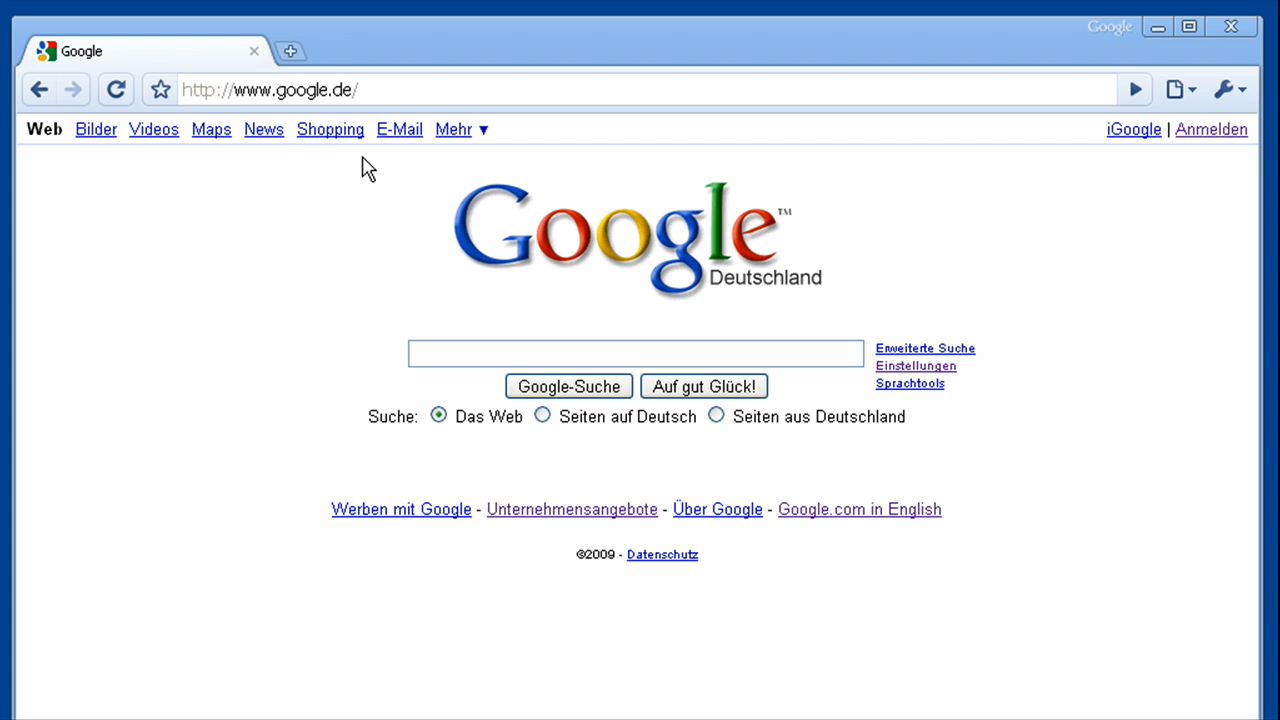 Google
Google
http://www.google.de/
Web Bilder Videos Maps News Shopping E-Mail Mehr ▼ iGoogle | Anmelden
Google™
Deutschland
Erweiterte Suche
Einstellungen
Sprachtools
Google-Suche Auf gut Glück!
Suche: Das Web Seiten auf Deutsch Seiten aus Deutschland
Werben mit Google - Unternehmensangebote - Über Google - Google.com in English
©2009 - Datenschutz